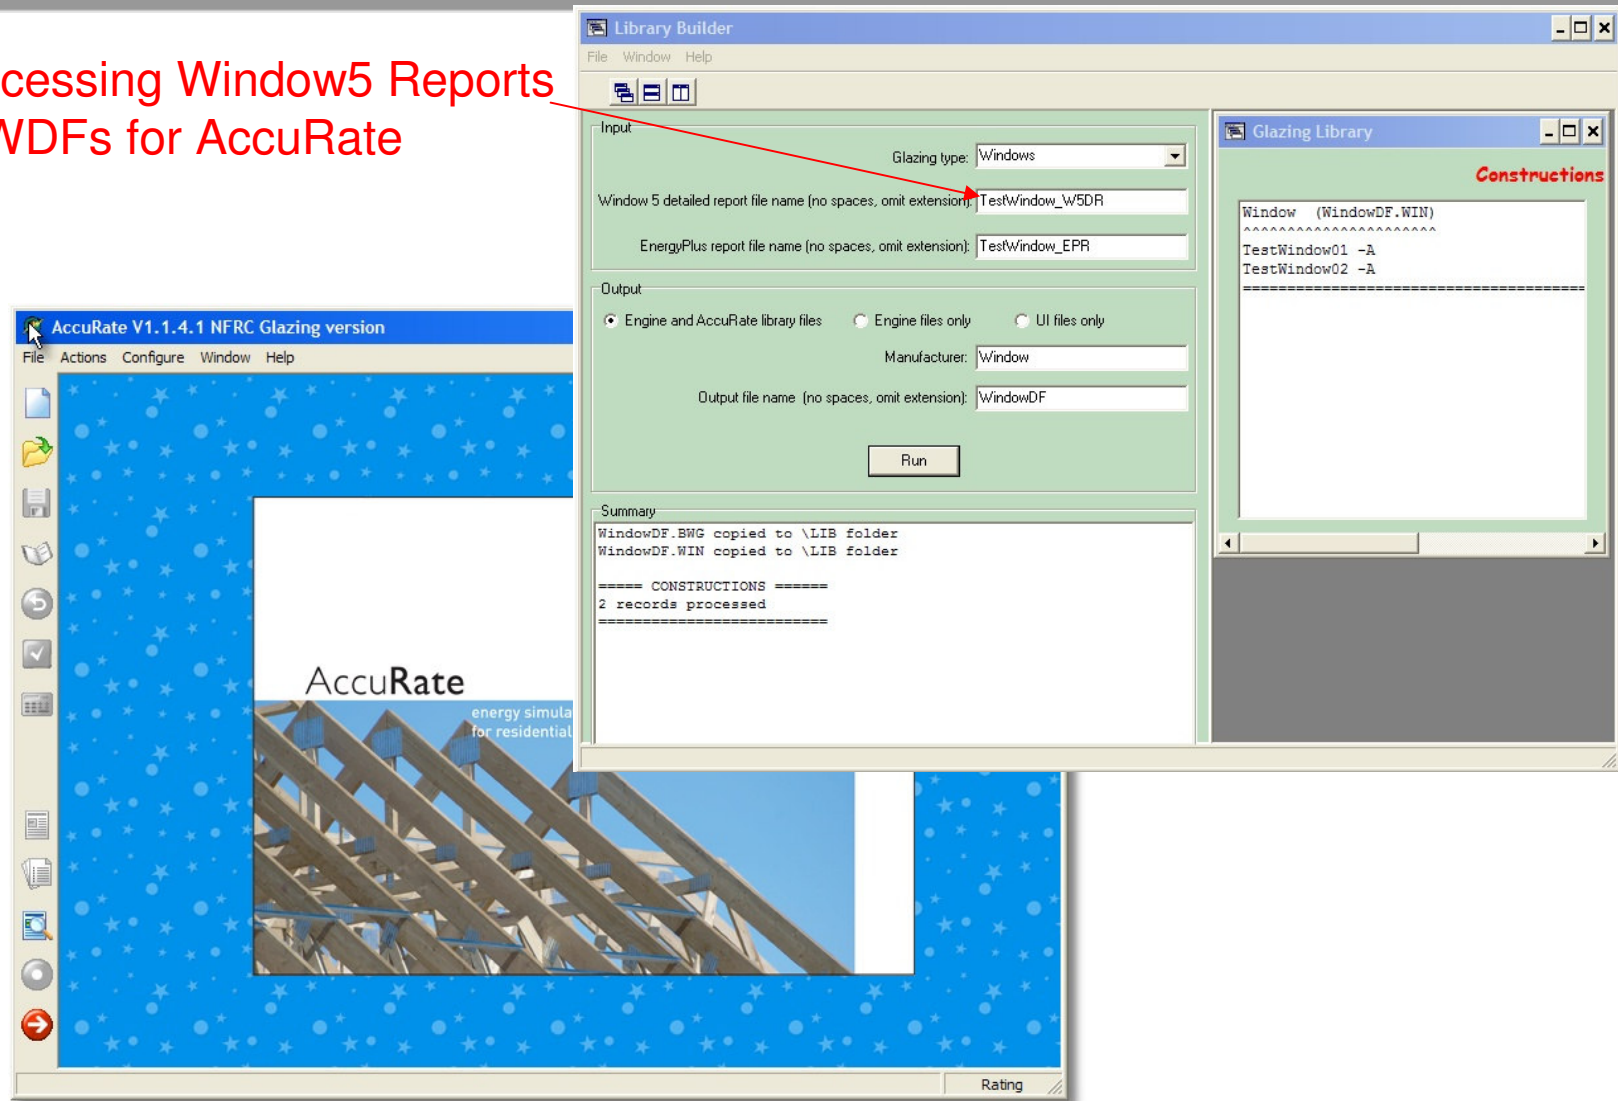 cessing Window5 Reports
WDFs for AccuRate
Library Builder
File Window Help
Input
Glazing type: Windows
Window 5 detailed report file name (no spaces, omit extension): TestWindow_W5DR
EnergyPlus report file name (no spaces, omit extension): TestWindow_EPR
Output
Engine and AccuRate library files Engine files only UI files only
Manufacturer: Window
Output file name (no spaces, omit extension): WindowDF
Run
Summary
WindowDF.BWG copied to \LIB folder
WindowDF.WIN copied to \LIB folder
===== CONSTRUCTIONS ======
2 records processed
==========================
Glazing Library
Constructions
Window (WindowDF.WIN)
^^^^^^^^^^^^^^^^^^^^^^
TestWindow01 -A
TestWindow02 -A
=======================================
AccuRate V1.1.4.1 NFRC Glazing version
File Actions Configure Window Help
AccuRate
energy simula
for residential
Rating